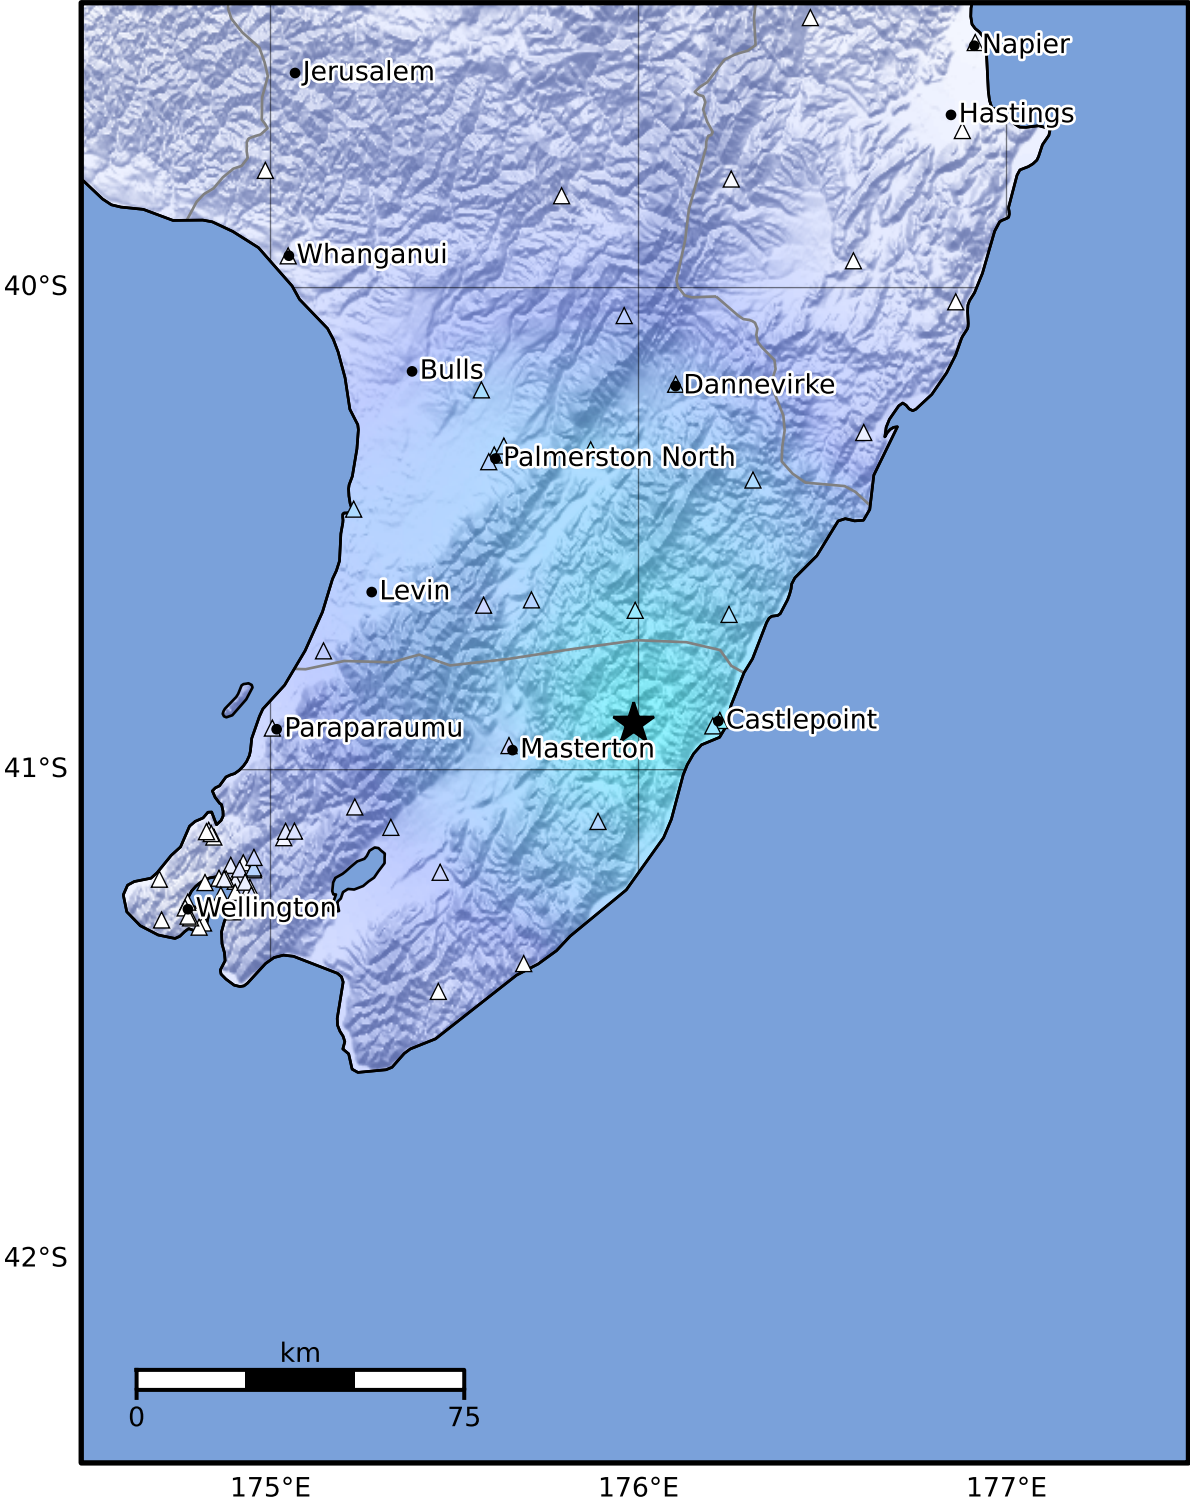 Napier
Jerusalem
Hastings
Whanganui
40°S
Bulls
Dannevirke
Palmerston North
Levin
Castlepoint
Paraparaumu
Masterton
41°S
Wellington
42°S
km
0 75
175°E 176°E 177°E